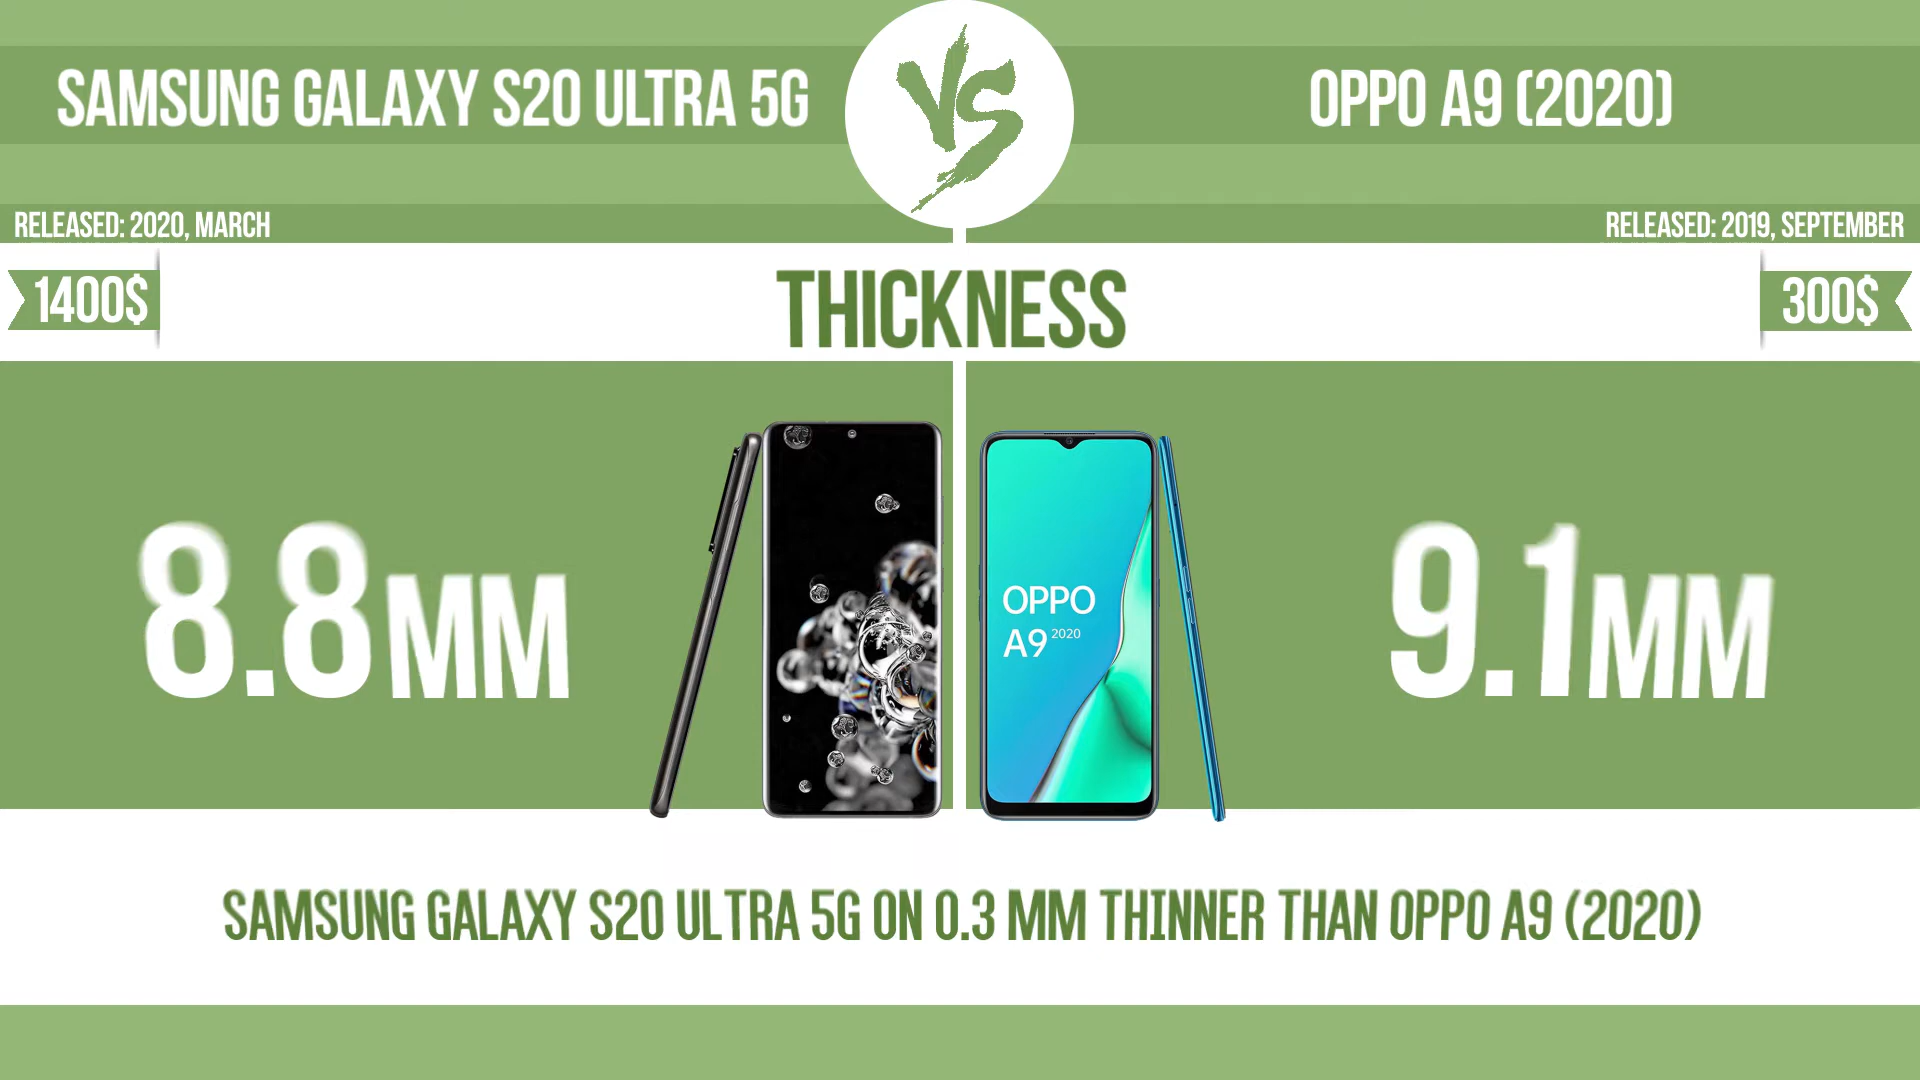 SAMSUNG GALAXY S20 ULTRA 5G
VS
OPPO A9 (2020)
RELEASED: 2020, MARCH
RELEASED: 2019, SEPTEMBER
1400$
THICKNESS
300$
8.8MM
OPPO
A9 2020
9.1MM
SAMSUNG GALAXY S20 ULTRA 5G ON 0.3 MM THINNER THAN OPPO A9 (2020)